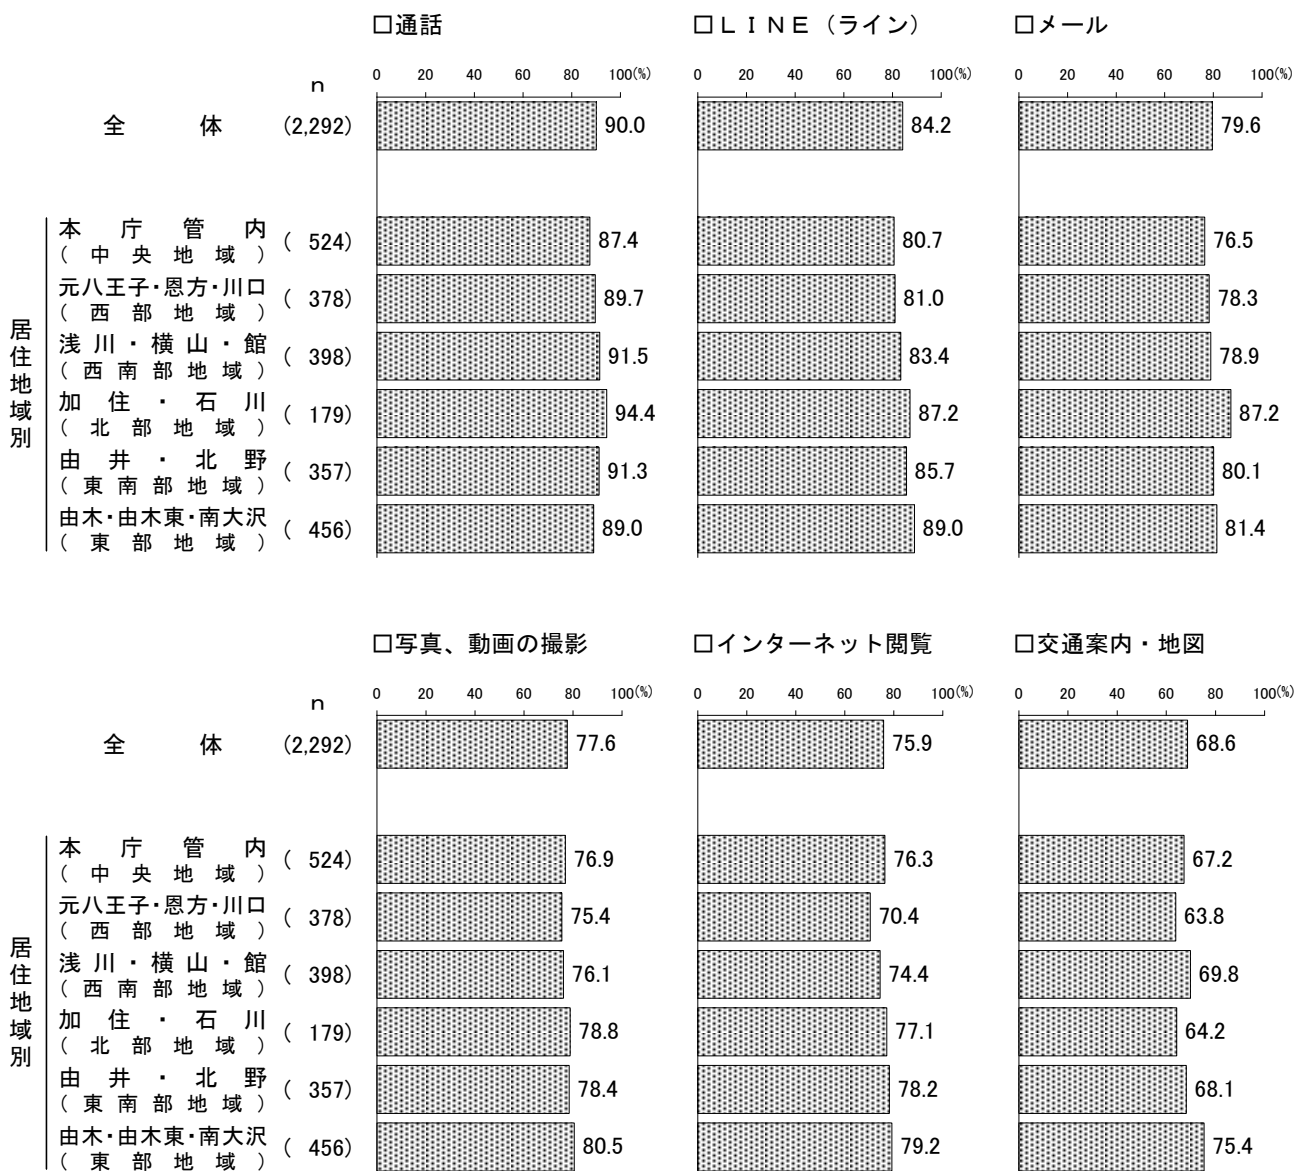 □通話 □ＬＩＮＥ（ライン） □メール
0 20 40 60 80 100(%) 0 20 40 60 80 100(%) 0 20 40 60 80 100(%)
ｎ
全体 (2,292) 90.0 84.2 79.6
居住地域別
本庁管内
（中央地域） ( 524) 87.4 80.7 76.5
元八王子・恩方・川口
（西部地域） ( 378) 89.7 81.0 78.3
浅川・横山・館
（西南部地域） ( 398) 91.5 83.4 78.9
加住・石川
（北部地域） ( 179) 94.4 87.2 87.2
由井・北野
（東南部地域） ( 357) 91.3 85.7 80.1
由木・由木東・南大沢
（東部地域） ( 456) 89.0 89.0 81.4
□写真、動画の撮影 □インターネット閲覧 □交通案内・地図
0 20 40 60 80 100(%) 0 20 40 60 80 100(%) 0 20 40 60 80 100(%)
ｎ
全体 (2,292) 77.6 75.9 68.6
居住地域別
本庁管内
（中央地域） ( 524) 76.9 76.3 67.2
元八王子・恩方・川口
（西部地域） ( 378) 75.4 70.4 63.8
浅川・横山・館
（西南部地域） ( 398) 76.1 74.4 69.8
加住・石川
（北部地域） ( 179) 78.8 77.1 64.2
由井・北野
（東南部地域） ( 357) 78.4 78.2 68.1
由木・由木東・南大沢
（東部地域） ( 456) 80.5 79.2 75.4